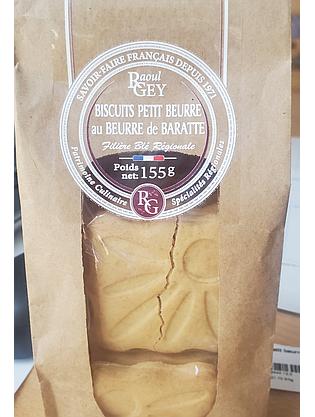 SAVOIR-FAIRE FRANÇAIS DEPUIS 1971
Raoul
GEY
BISCUITS PETIT BEURRE
au BEURRE de BARATTE
Filière Blé Régionale
Poids
net: 155g
Patrimoine Culinaire
Spécialités Régionales
RG